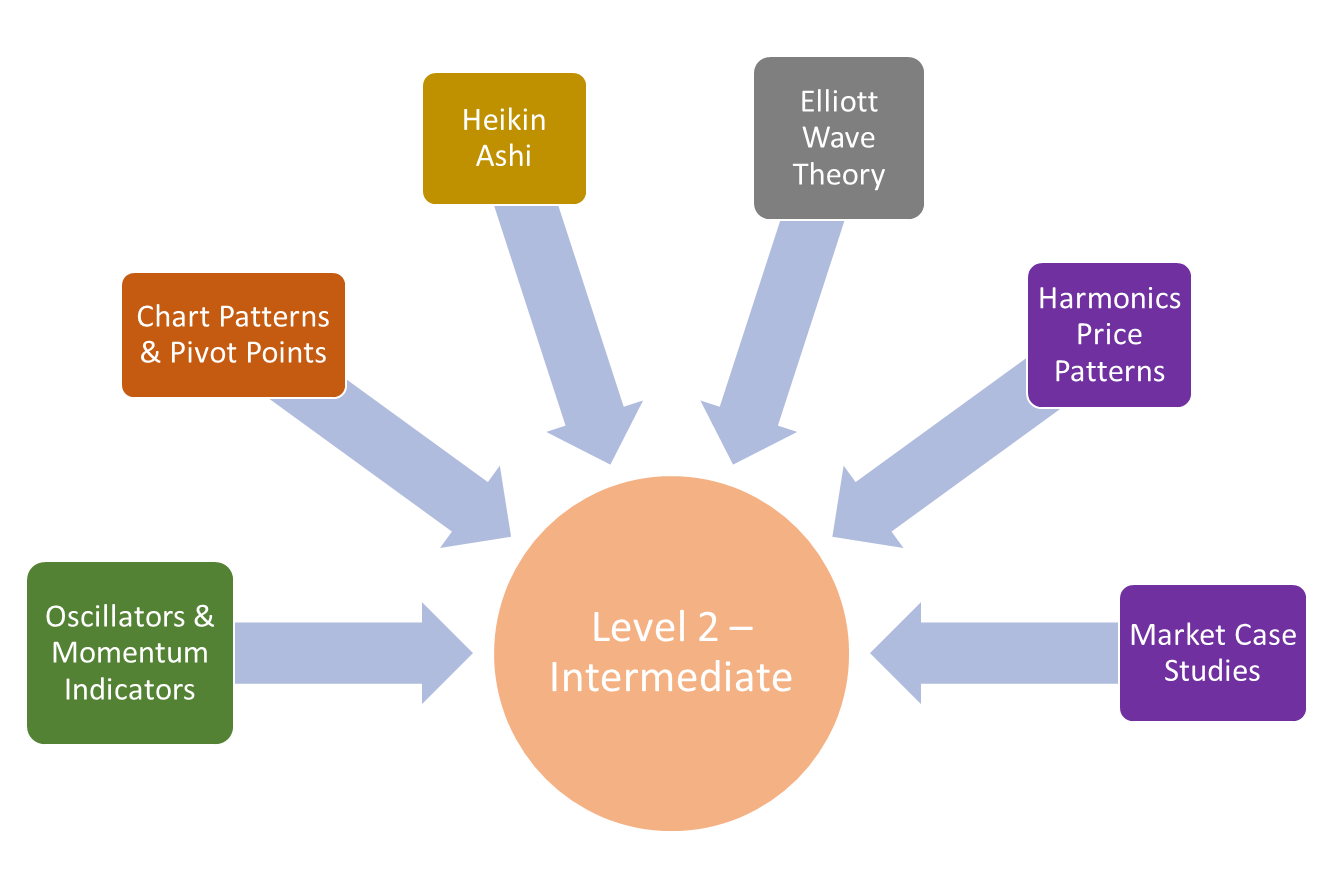 Heikin
Ashi
Elliott
Wave
Theory
Chart Patterns
& Pivot Points
Harmonics
Price
Patterns
Oscillators &
Momentum
Indicators
Level 2 –
Intermediate
Market Case
Studies